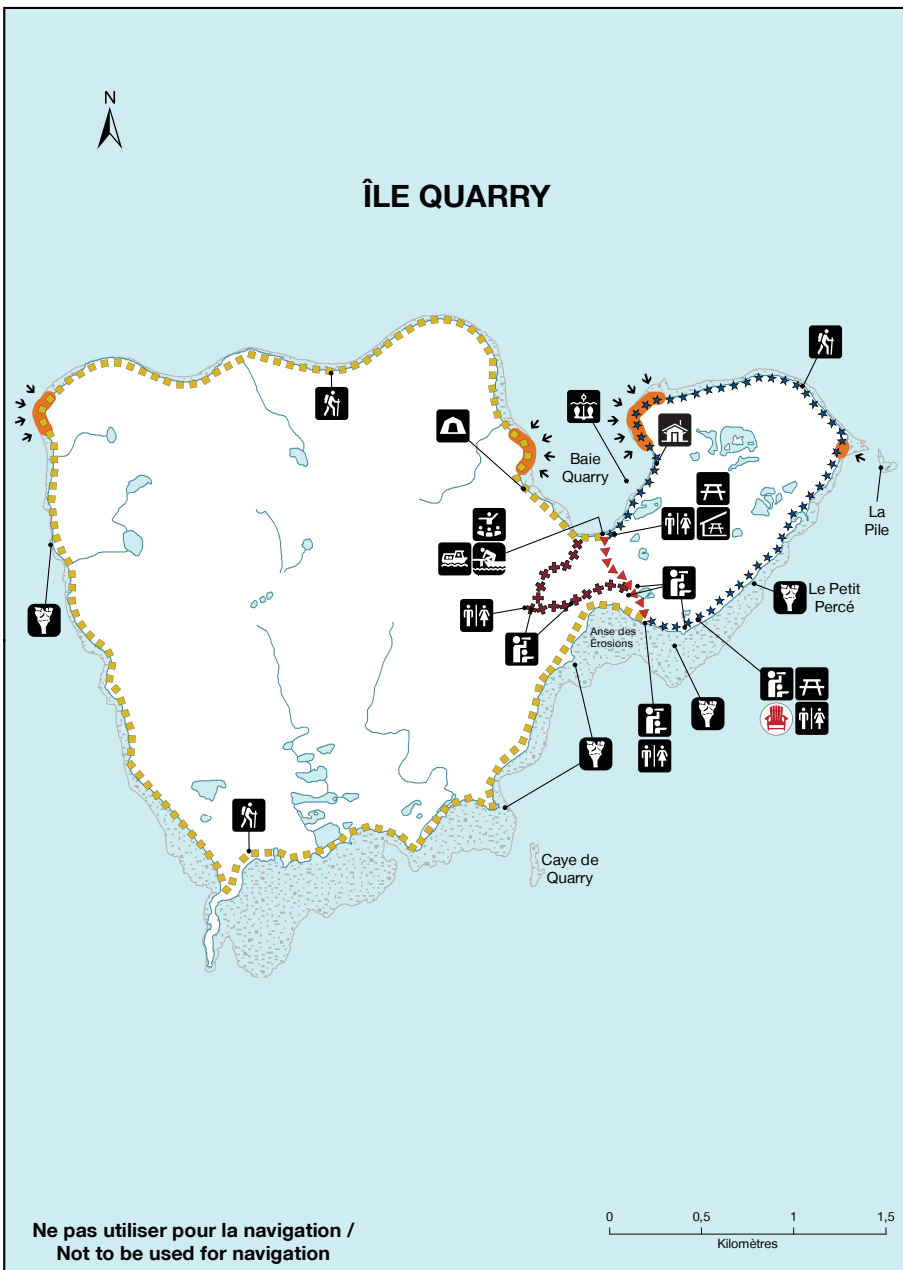 N
ÎLE QUARRY
Baie
Quarry
La
Pile
Le Petit
Percé
Anse des
Érosions
Caye de
Quarry
Ne pas utiliser pour la navigation /
Not to be used for navigation
0 0,5 1 1,5
Kilomètres